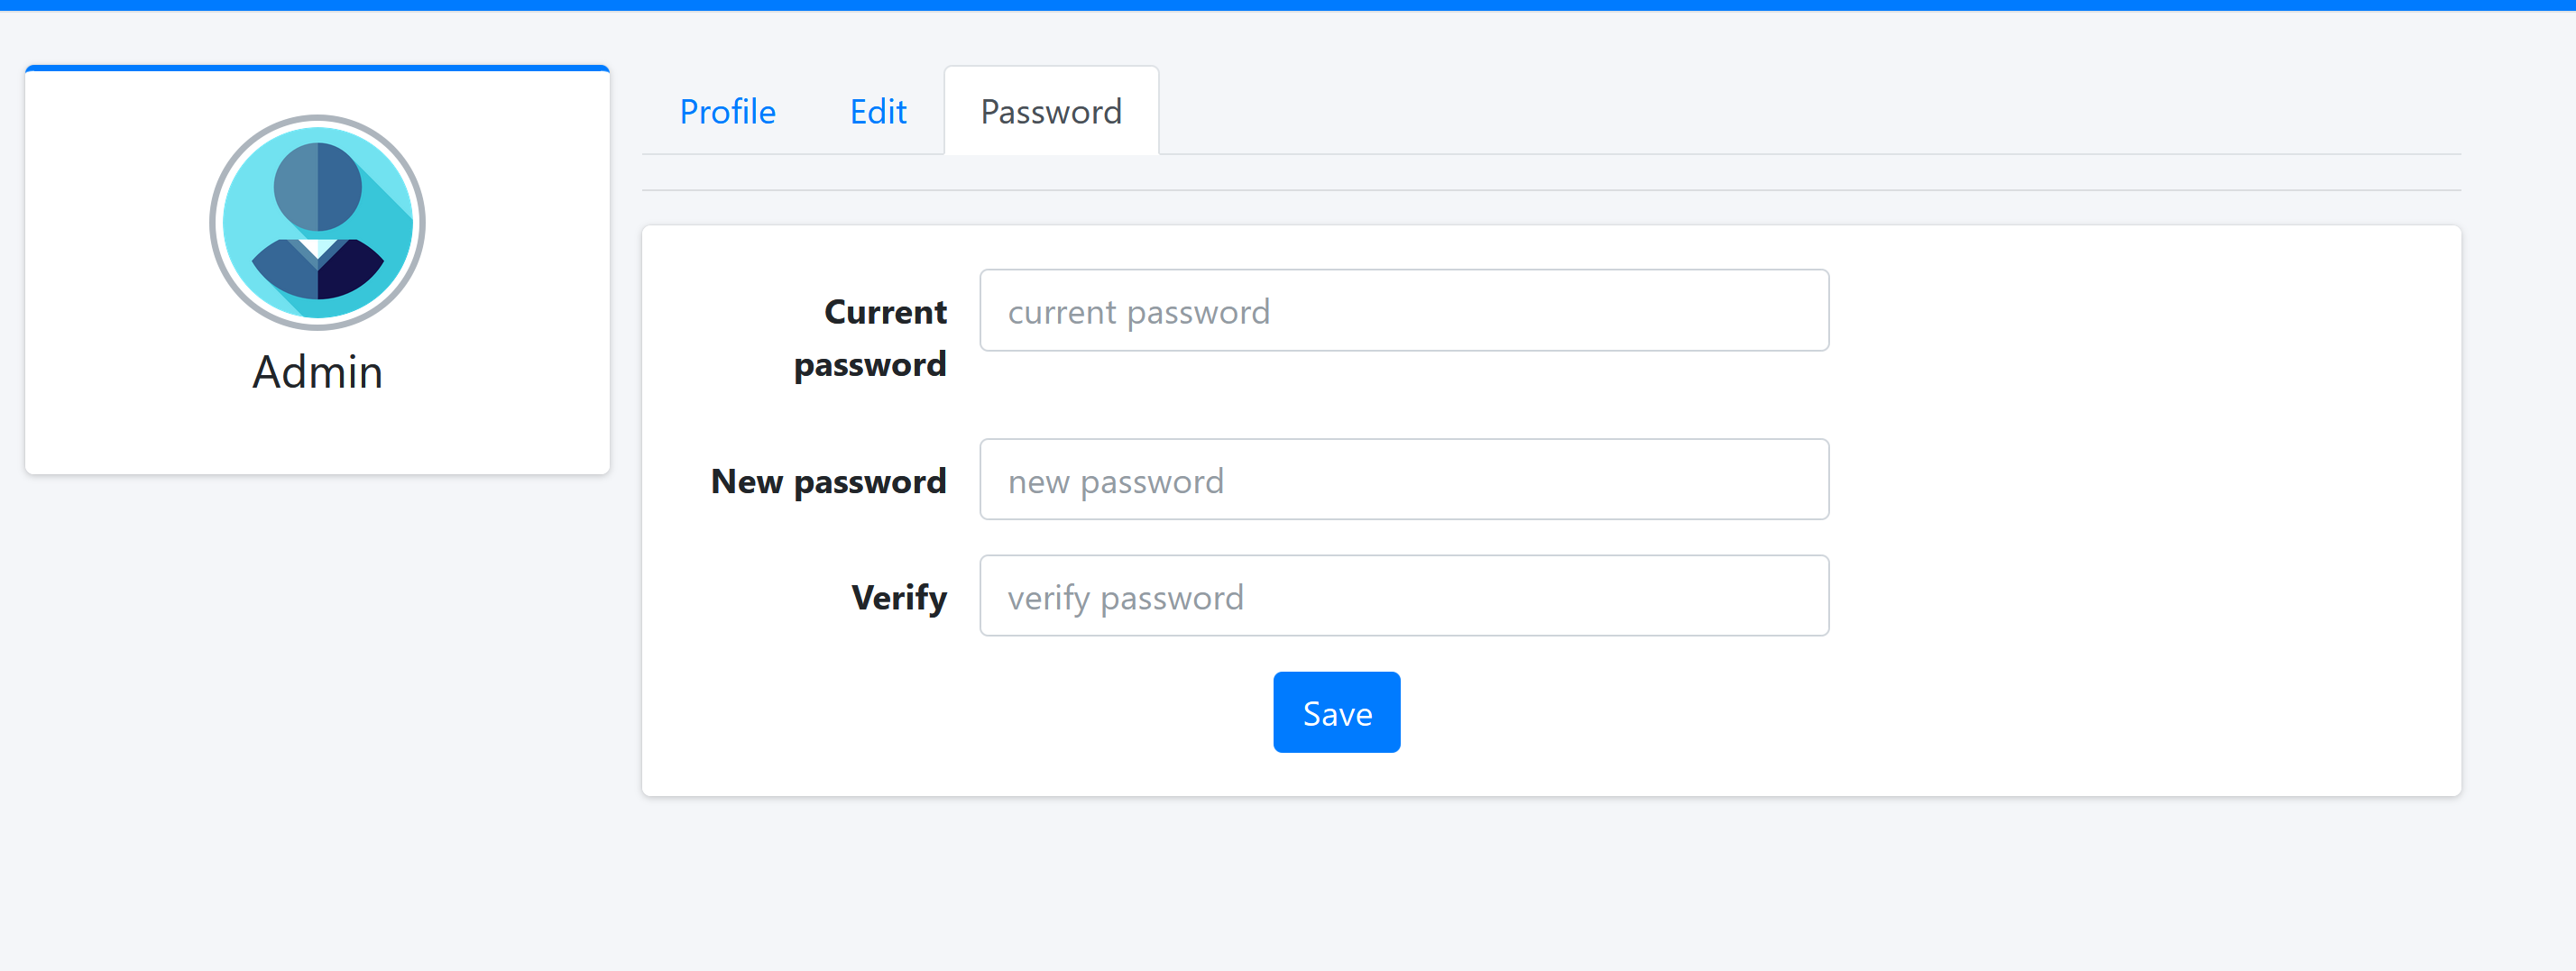 Admin
Profile Edit Password
Current password
current password
New password
new password
Verify
verify password
Save